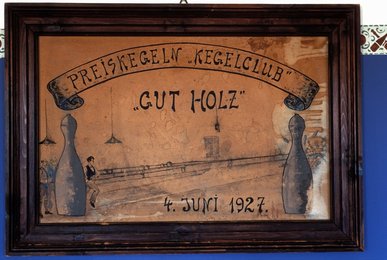 PREISKEGELN „KEGELCLUB"
„GUT HOLZ"
4. JUNI 1927.